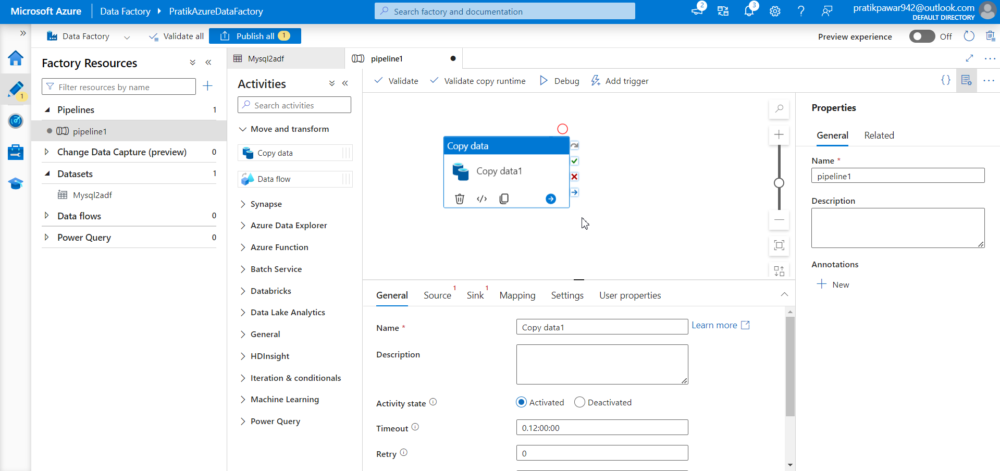 Microsoft Azure
Data Factory
PratikAzureDataFactory
Search factory and documentation
2
3
pratikpawar942@outlook.com
DEFAULT DIRECTORY
Data Factory
Validate all
Publish all
1
Preview experience
Off
1
Factory Resources
Filter resources by name
Pipelines
1
pipeline1
Change Data Capture (preview)
0
Datasets
1
Mysql2adf
Data flows
0
Power Query
0
Mysql2adf
pipeline1
Activities
Search activities
Move and transform
Copy data
Data flow
Synapse
Azure Data Explorer
Azure Function
Batch Service
Databricks
Data Lake Analytics
General
HDInsight
Iteration & conditionals
Machine Learning
Power Query
Validate
Validate copy runtime
Debug
Add trigger
Copy data
Copy data1
General
Source
1
Sink
1
Mapping
Settings
User properties
Name *
Copy data1
Learn more
Description
Activity state
Activated
Deactivated
Timeout
0.12:00:00
Retry
0
Properties
General
Related
Name *
pipeline1
Description
Annotations
New